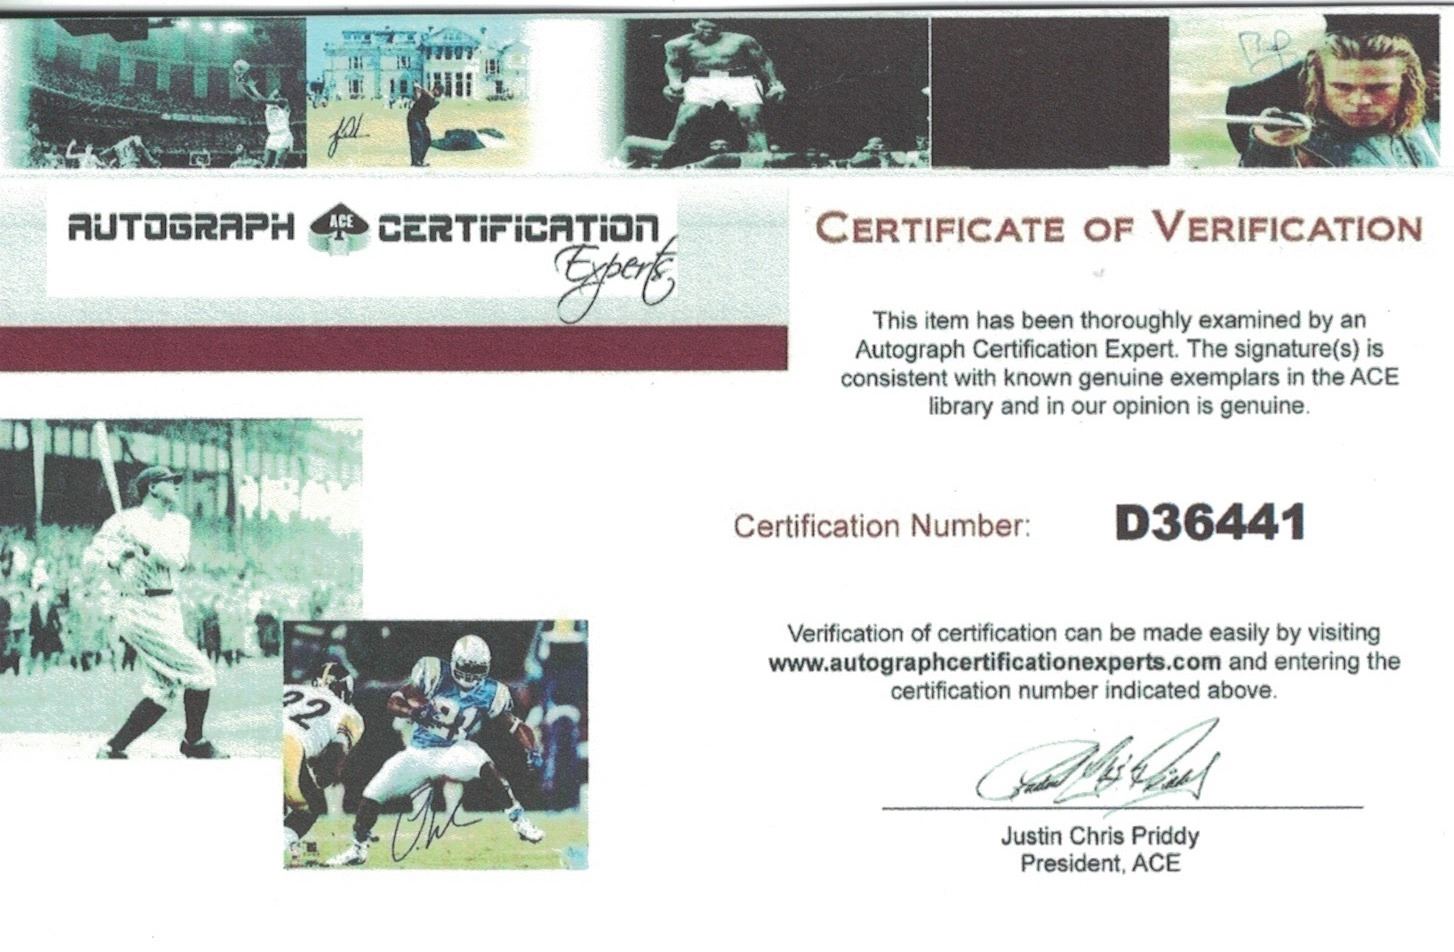 AUTOGRAPH ACE CERTIFICATION
Experts
CERTIFICATE OF VERIFICATION
This item has been thoroughly examined by an
Autograph Certification Expert. The signature(s) is
consistent with known genuine exemplars in the ACE
library and in our opinion is genuine.
Certification Number: D36441
Verification of certification can be made easily by visiting
www.autographcertificationexperts.com and entering the
certification number indicated above.
Justin Chris Priddy
President, ACE
92